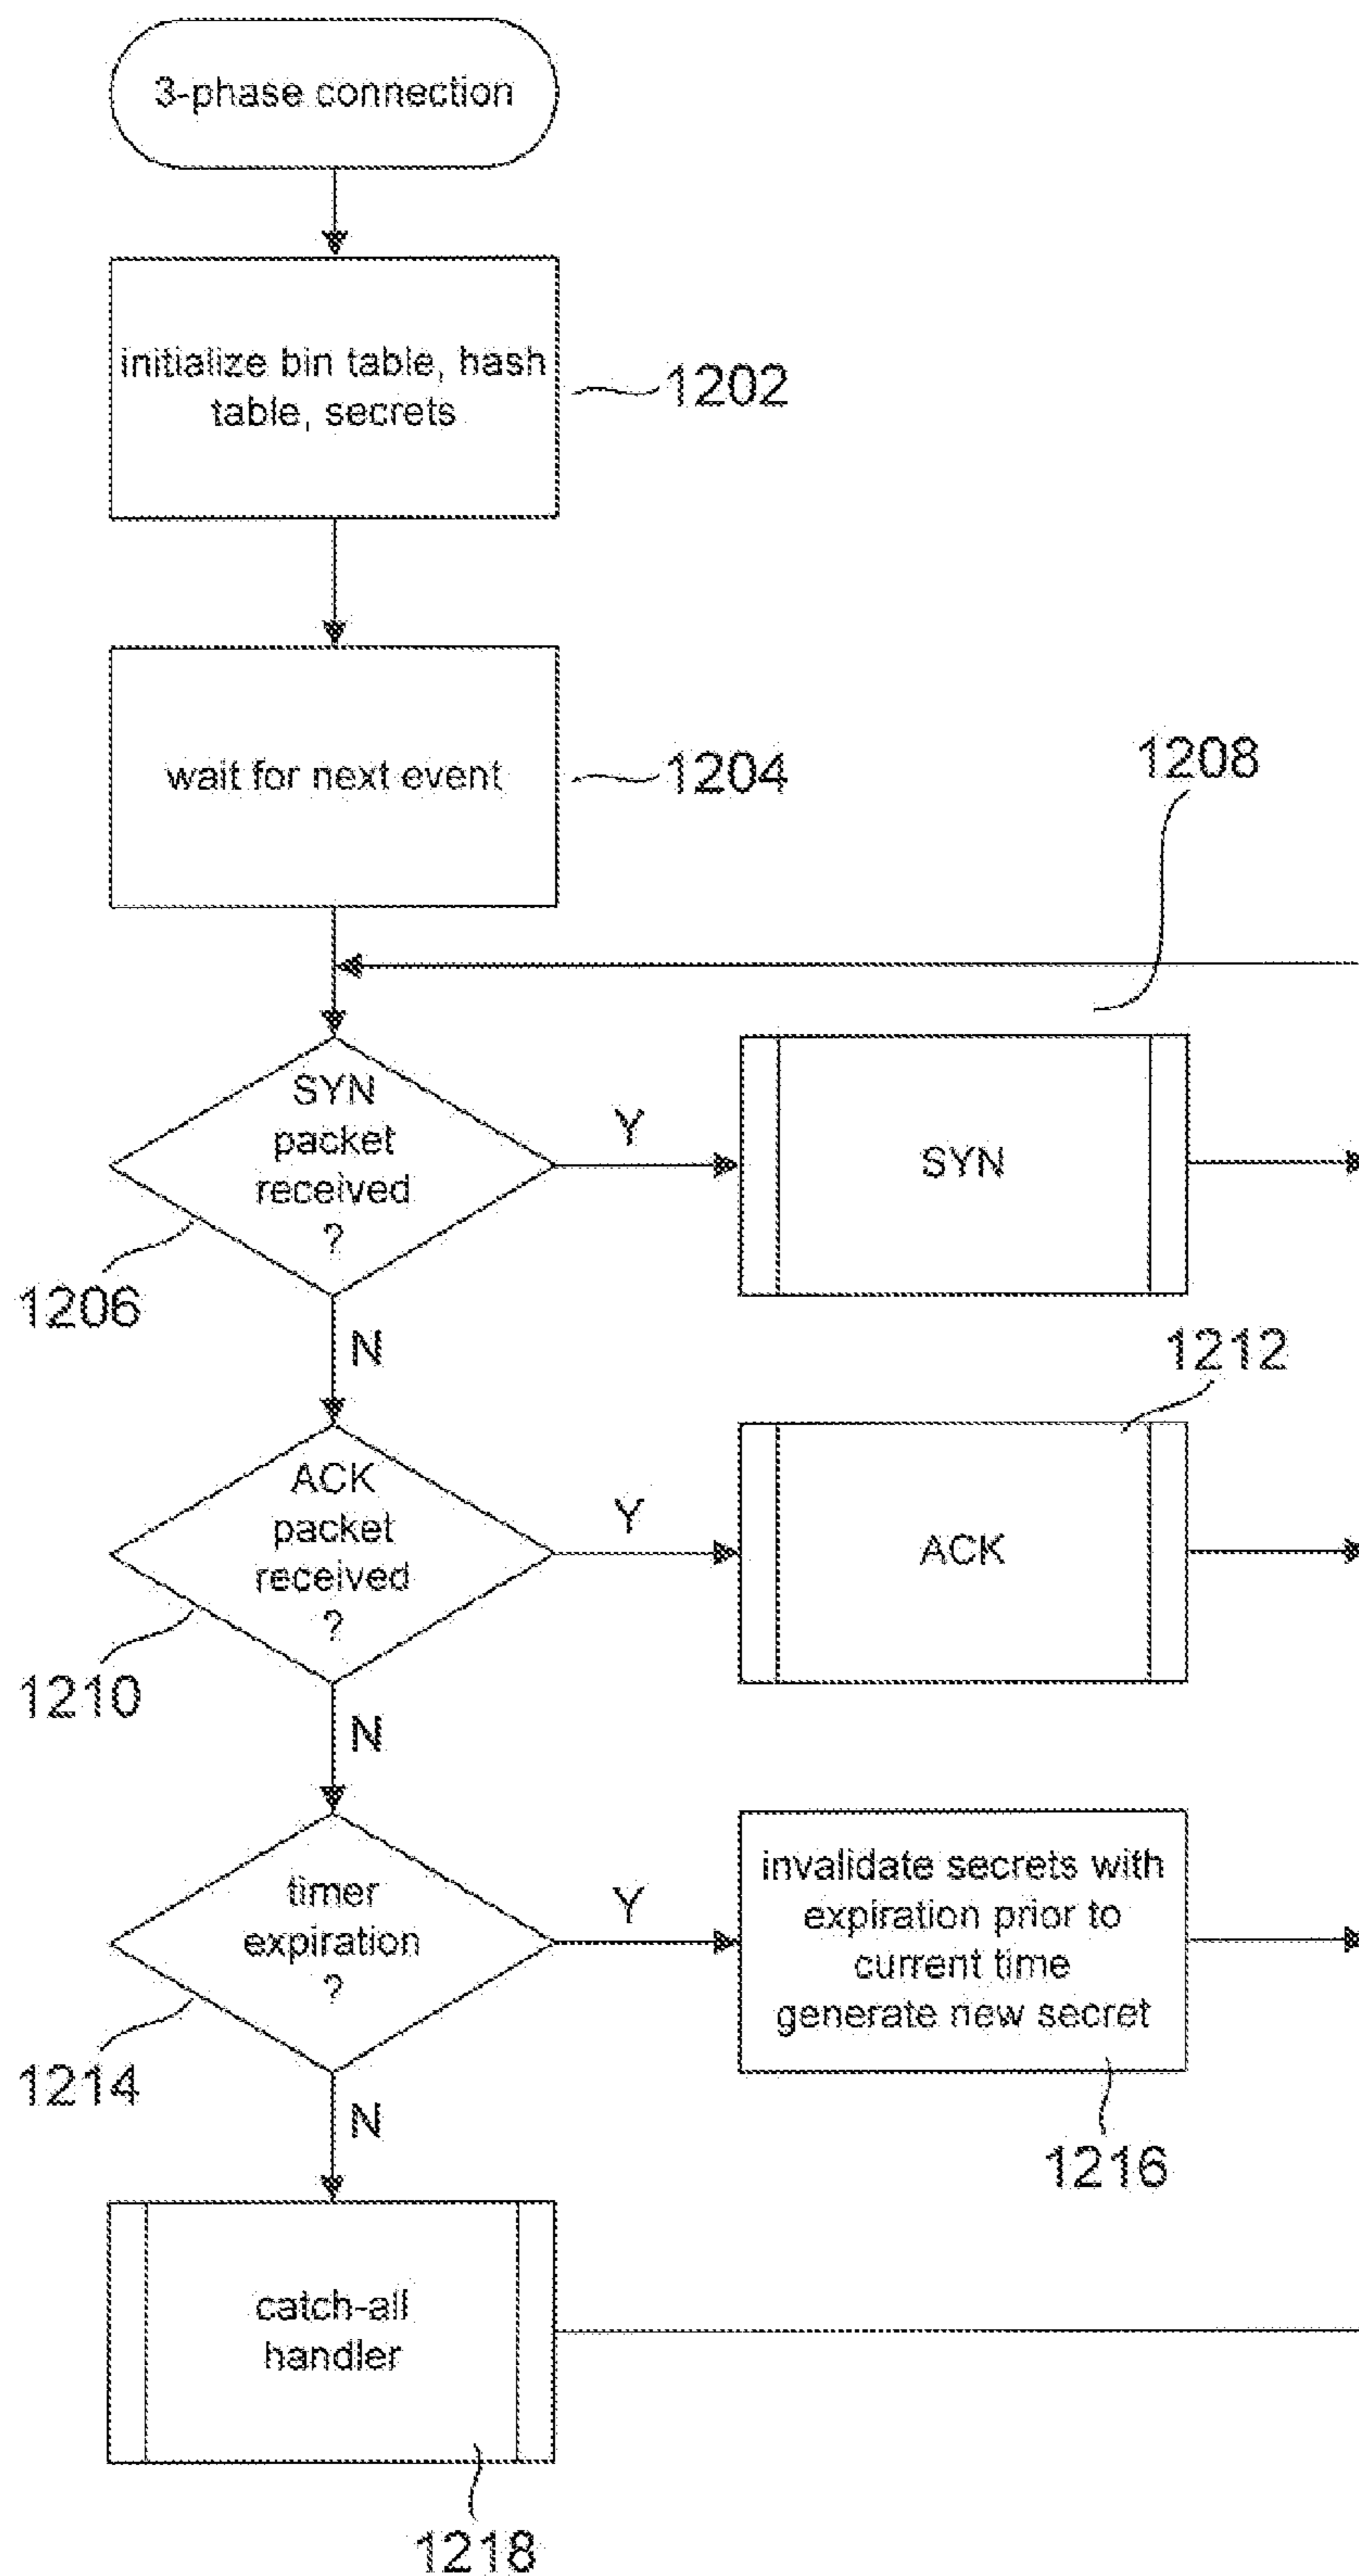 3-phase connection
initialize bin table, hash
table, secrets
1202
wait for next event
1204
1208
SYN
packet
received
?
Y
SYN
1206
N
1212
ACK
packet
received
?
Y
ACK
1210
N
timer
expiration
?
Y
invalidate secrets with
expiration prior to
current time
generate new secret
1214
N
1216
catch-all
handler
1218